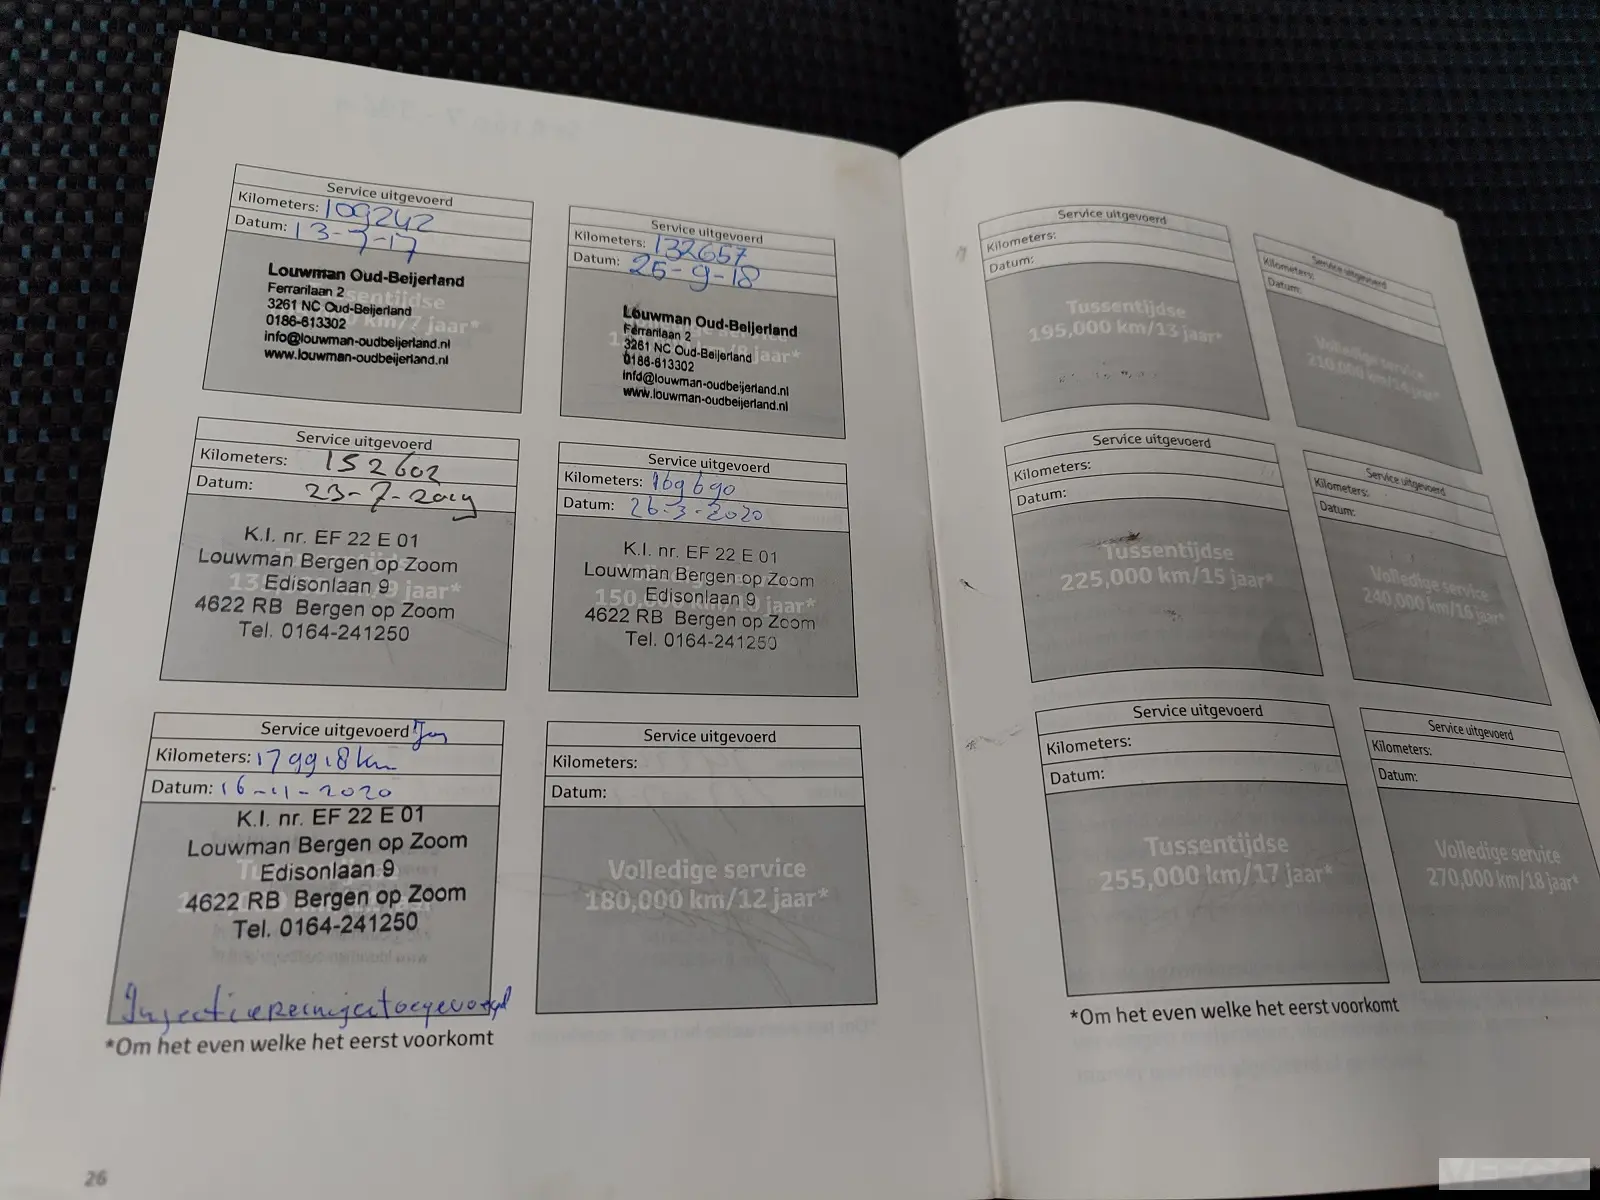 Service uitgevoerd
Kilometers: 109242
Datum: 13-7-17
Louwman Oud-Beijerland
Ferrarilaan 2
3261 NC Oud-Beijerland
0186-613302
info@louwman-oudbeijerland.nl
www.louwman-oudbeijerland.nl
Service uitgevoerd
Kilometers: 132657
Datum: 25-9-18
Louwman Oud-Beijerland
Ferrarilaan 2
3261 NC Oud-Beijerland
0186-613302
info@louwman-oudbeijerland.nl
www.louwman-oudbeijerland.nl
Service uitgevoerd
Kilometers: 152602
Datum: 23-7-2019
K.I. nr. EF 22 E 01
Louwman Bergen op Zoom
Edisonlaan 9
4622 RB Bergen op Zoom
Tel. 0164-241250
Service uitgevoerd
Kilometers: 169690
Datum: 26-3-2020
K.I. nr. EF 22 E 01
Louwman Bergen op Zoom
Edisonlaan 9
150,000 km/10 jaar*
4622 RB Bergen op Zoom
Tel. 0164-241250
Service uitgevoerd
Kilometers: 179918 km
Datum: 16-11-2020
K.I. nr. EF 22 E 01
Louwman Bergen op Zoom
Edisonlaan 9
4622 RB Bergen op Zoom
Tel. 0164-241250
Injectiereiniger toegevoegd
*Om het even welke het eerst voorkomt
Service uitgevoerd
Kilometers:
Datum:
Volledige service
180,000 km/12 jaar*
26
Service uitgevoerd
Kilometers:
Datum:
Tussentijdse
195,000 km/13 jaar*
Service uitgevoerd
Kilometers:
Datum:
Volledige service
210,000 km/14 jaar*
Service uitgevoerd
Kilometers:
Datum:
Tussentijdse
225,000 km/15 jaar*
Service uitgevoerd
Kilometers:
Datum:
Volledige service
240,000 km/16 jaar*
Service uitgevoerd
Kilometers:
Datum:
Tussentijdse
255,000 km/17 jaar*
Service uitgevoerd
Kilometers:
Datum:
Volledige service
270,000 km/18 jaar*
*Om het even welke het eerst voorkomt